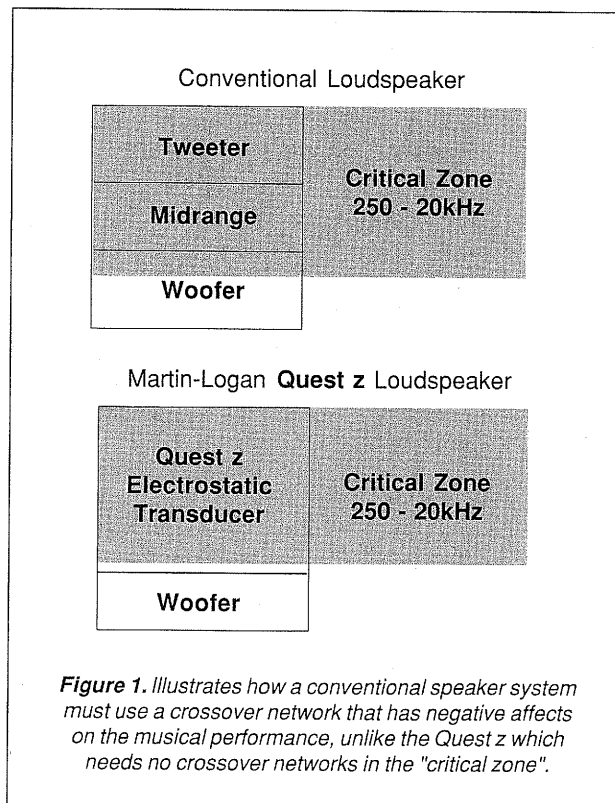 Conventional Loudspeaker
Tweeter
Midrange
Woofer
Critical Zone
250 - 20kHz
Martin-Logan Quest z Loudspeaker
Quest z
Electrostatic
Transducer
Woofer
Critical Zone
250 - 20kHz
Figure 1. Illustrates how a conventional speaker system
must use a crossover network that has negative affects
on the musical performance, unlike the Quest z which
needs no crossover networks in the "critical zone".